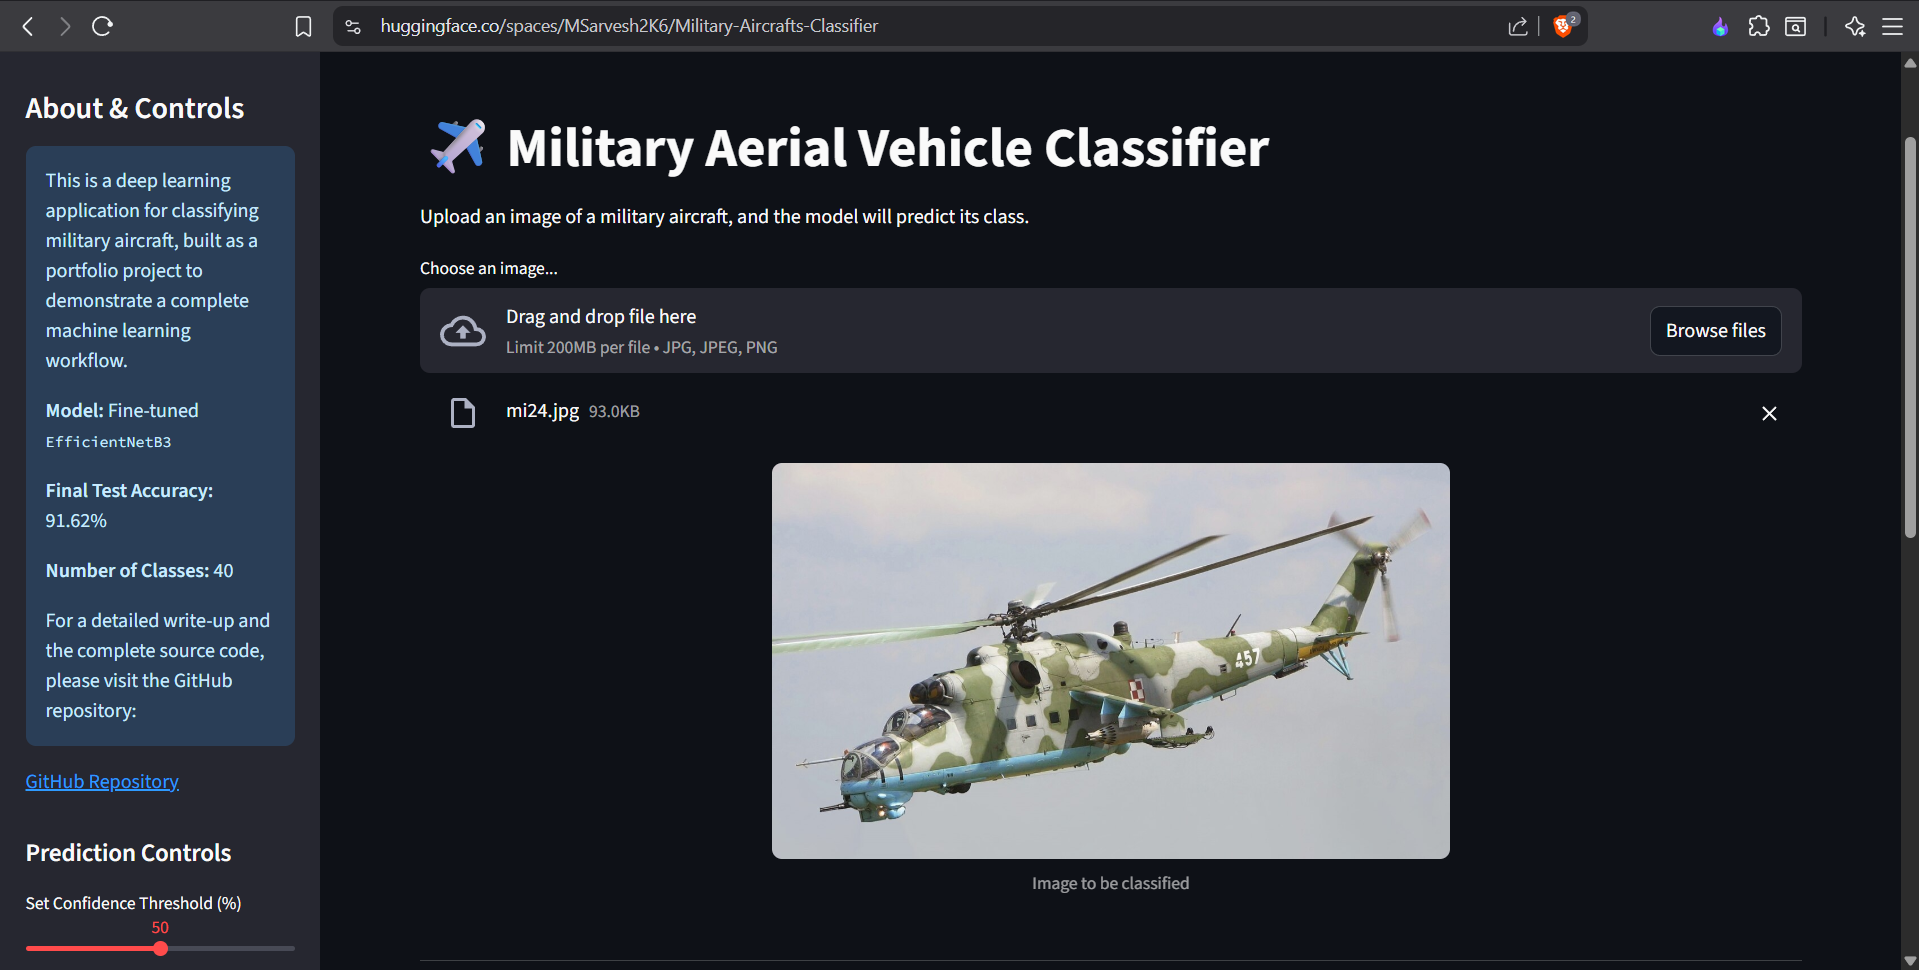 huggingface.co/spaces/MSarvesh2K6/Military-Aircrafts-Classifier
2
About & Controls
This is a deep learning
application for classifying
military aircraft, built as a
portfolio project to
demonstrate a complete
machine learning
workflow.
Model: Fine-tuned
EfficientNetB3
Final Test Accuracy:
91.62%
Number of Classes: 40
For a detailed write-up and
the complete source code,
please visit the GitHub
repository:
GitHub Repository
Prediction Controls
Set Confidence Threshold (%)
50
Military Aerial Vehicle Classifier
Upload an image of a military aircraft, and the model will predict its class.
Choose an image...
Drag and drop file here
Limit 200MB per file • JPG, JPEG, PNG
Browse files
mi24.jpg 93.0KB
457
Image to be classified